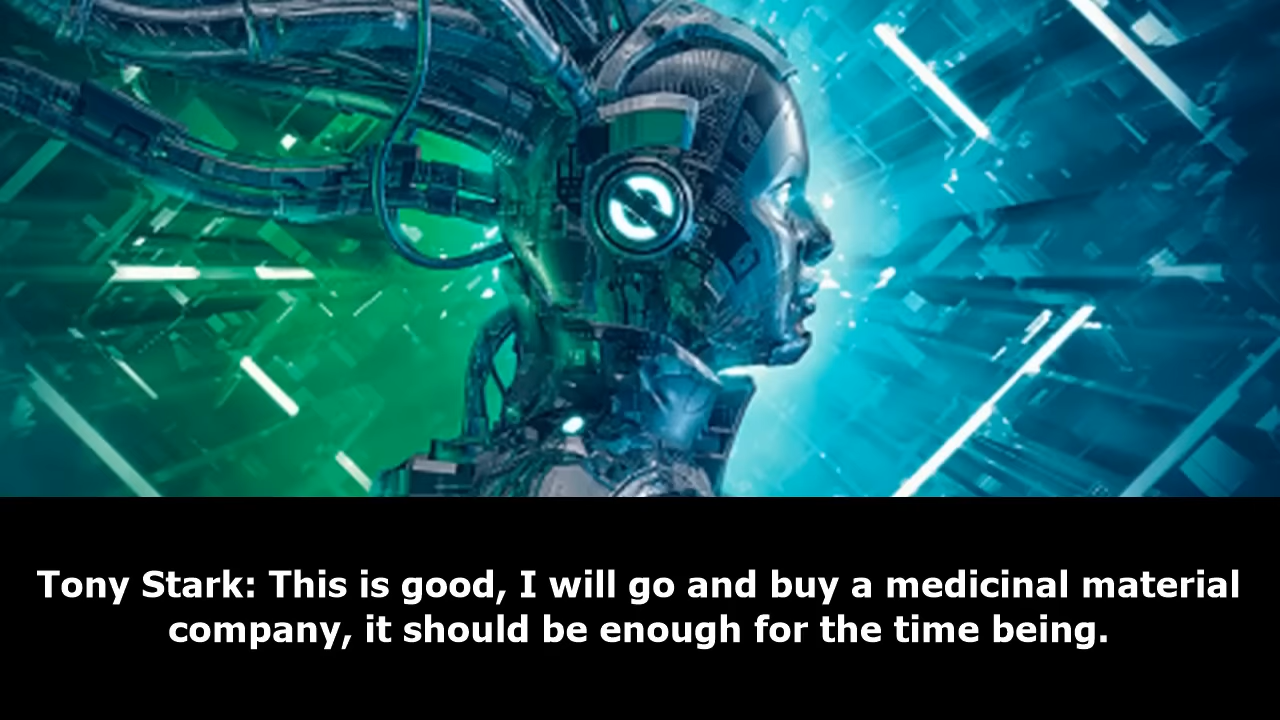 Tony Stark: This is good, I will go and buy a medicinal material
company, it should be enough for the time being.